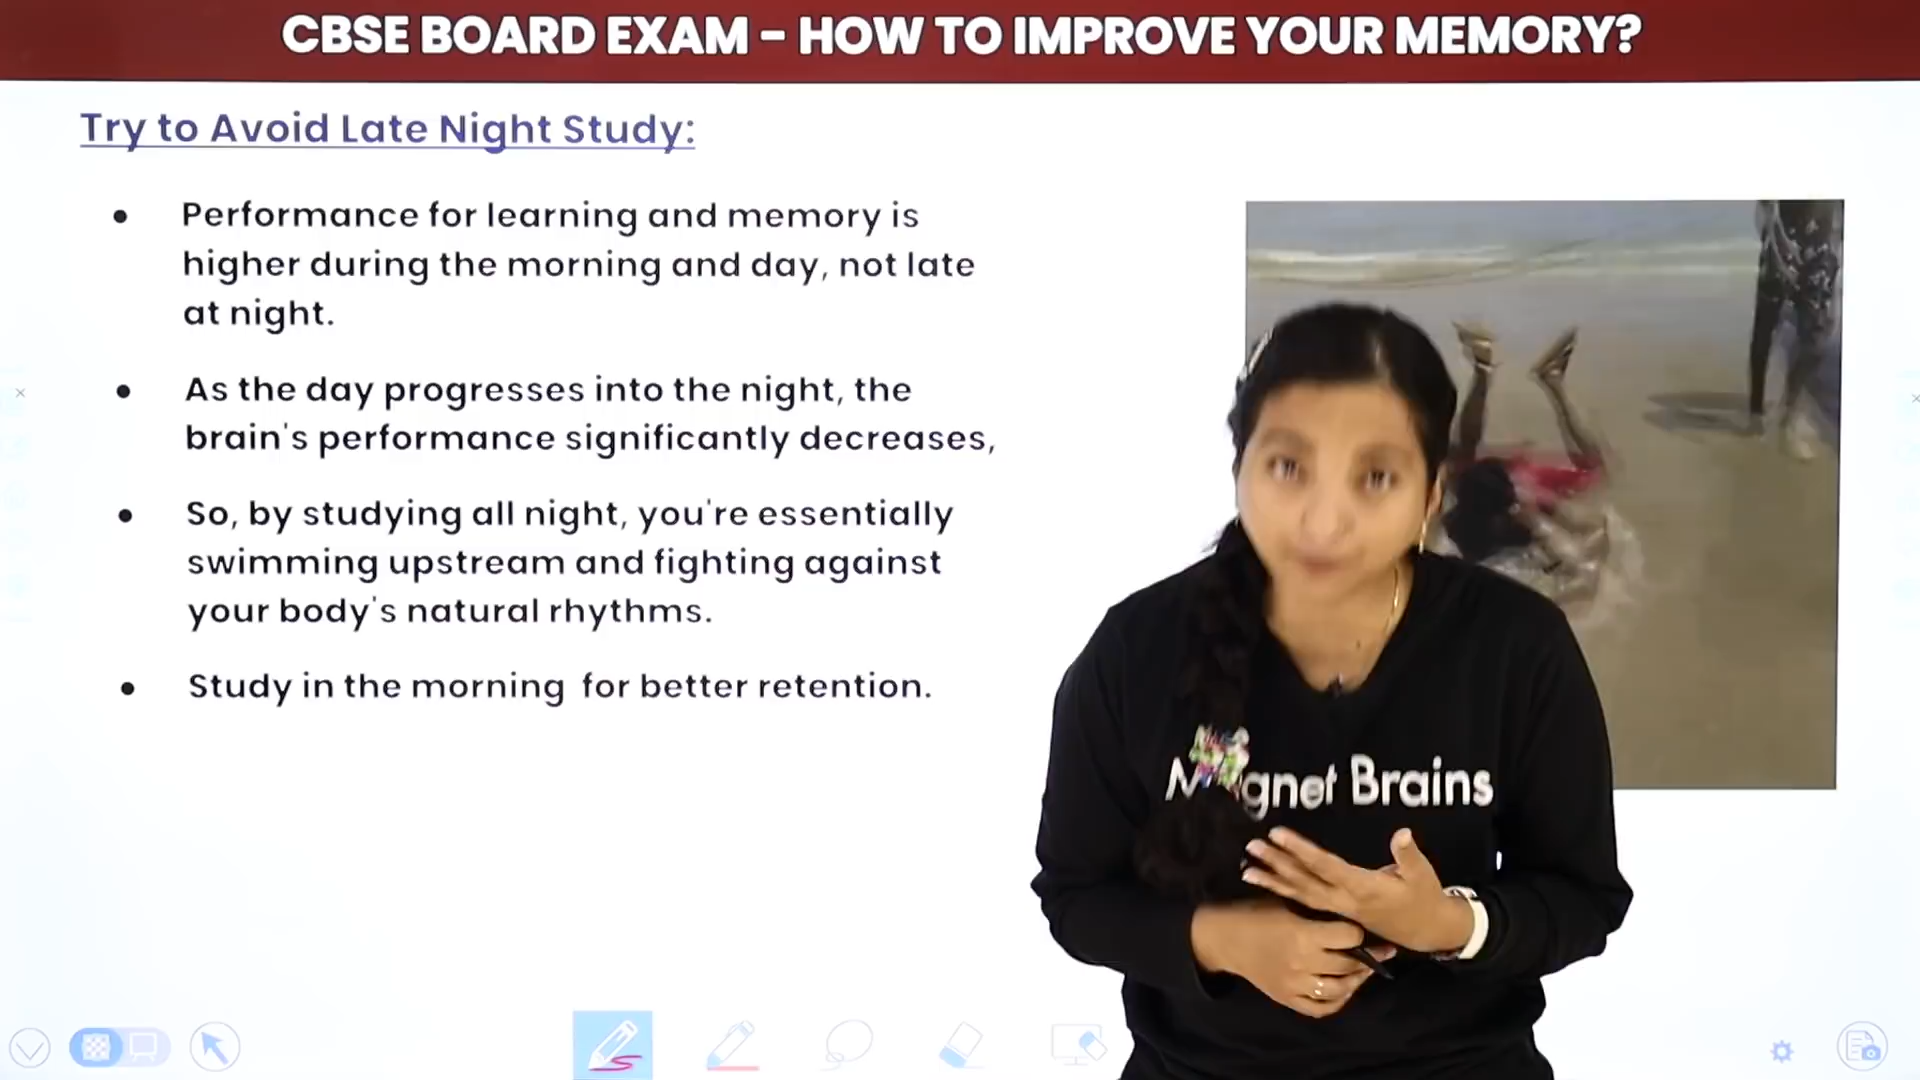 CBSE BOARD EXAM - HOW TO IMPROVE YOUR MEMORY?
Try to Avoid Late Night Study:
• Performance for learning and memory is
higher during the morning and day, not late
at night.
• As the day progresses into the night, the
brain's performance significantly decreases,
• So, by studying all night, you're essentially
swimming upstream and fighting against
your body's natural rhythms.
• Study in the morning for better retention.
Brains